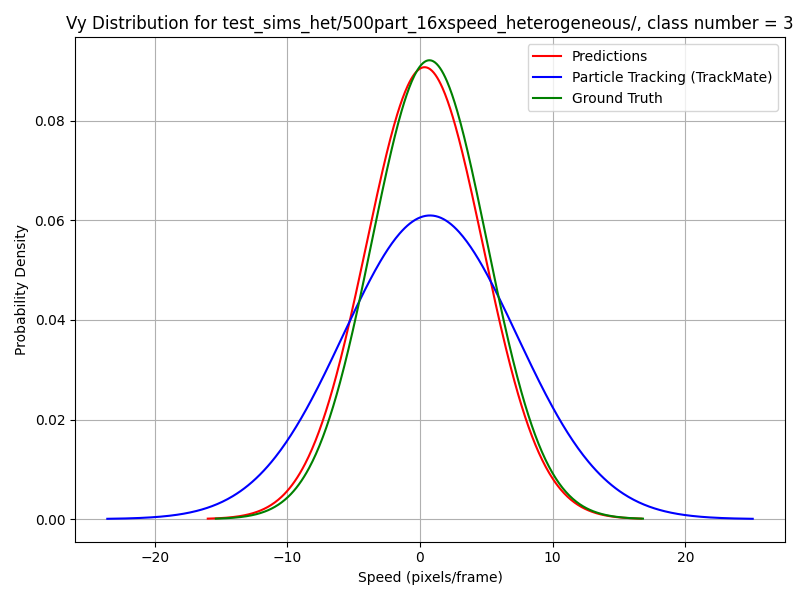 Vy Distribution for test_sims_het/500part_16xspeed_heterogeneous/, class number = 3
Predictions
Particle Tracking (TrackMate)
Ground Truth
Probability Density
0.08
0.06
0.04
0.02
0.00
−20
−10
0
10
20
Speed (pixels/frame)